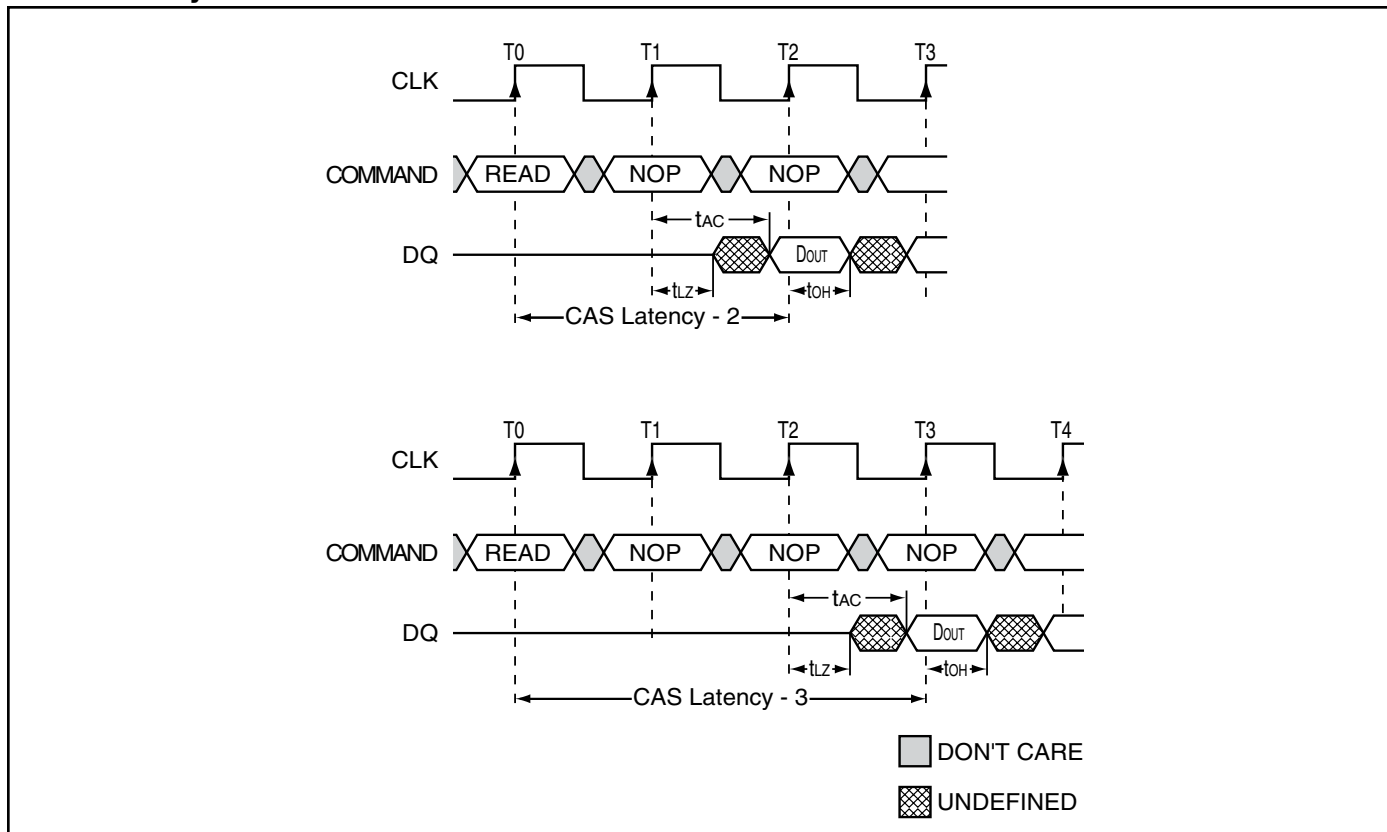 T0 T1 T2 T3
CLK
COMMAND READ NOP NOP
tAC
DQ DOUT
tLZ tOH
CAS Latency - 2
T0 T1 T2 T3 T4
CLK
COMMAND READ NOP NOP NOP
tAC
DQ DOUT
tLZ tOH
CAS Latency - 3
DON'T CARE
UNDEFINED